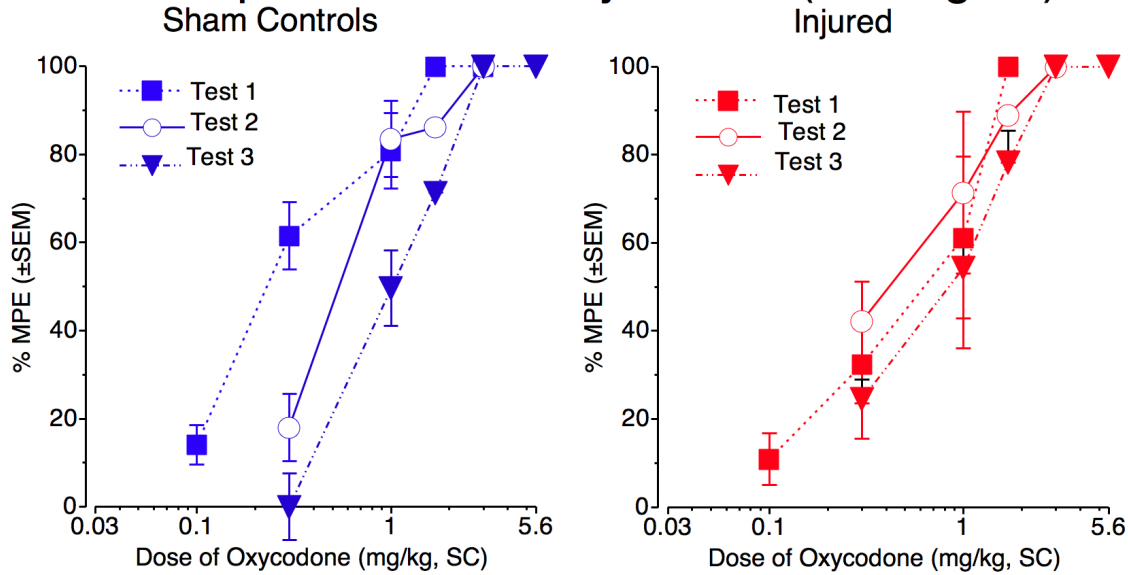 Sham Controls
Injured
100
80
60
40
20
0
% MPE (±SEM)
Test 1
Test 2
Test 3
0.03
0.1
1
5.6
Dose of Oxycodone (mg/kg, SC)
100
80
60
40
20
0
% MPE (±SEM)
Test 1
Test 2
Test 3
0.03
0.1
1
5.6
Dose of Oxycodone (mg/kg, SC)